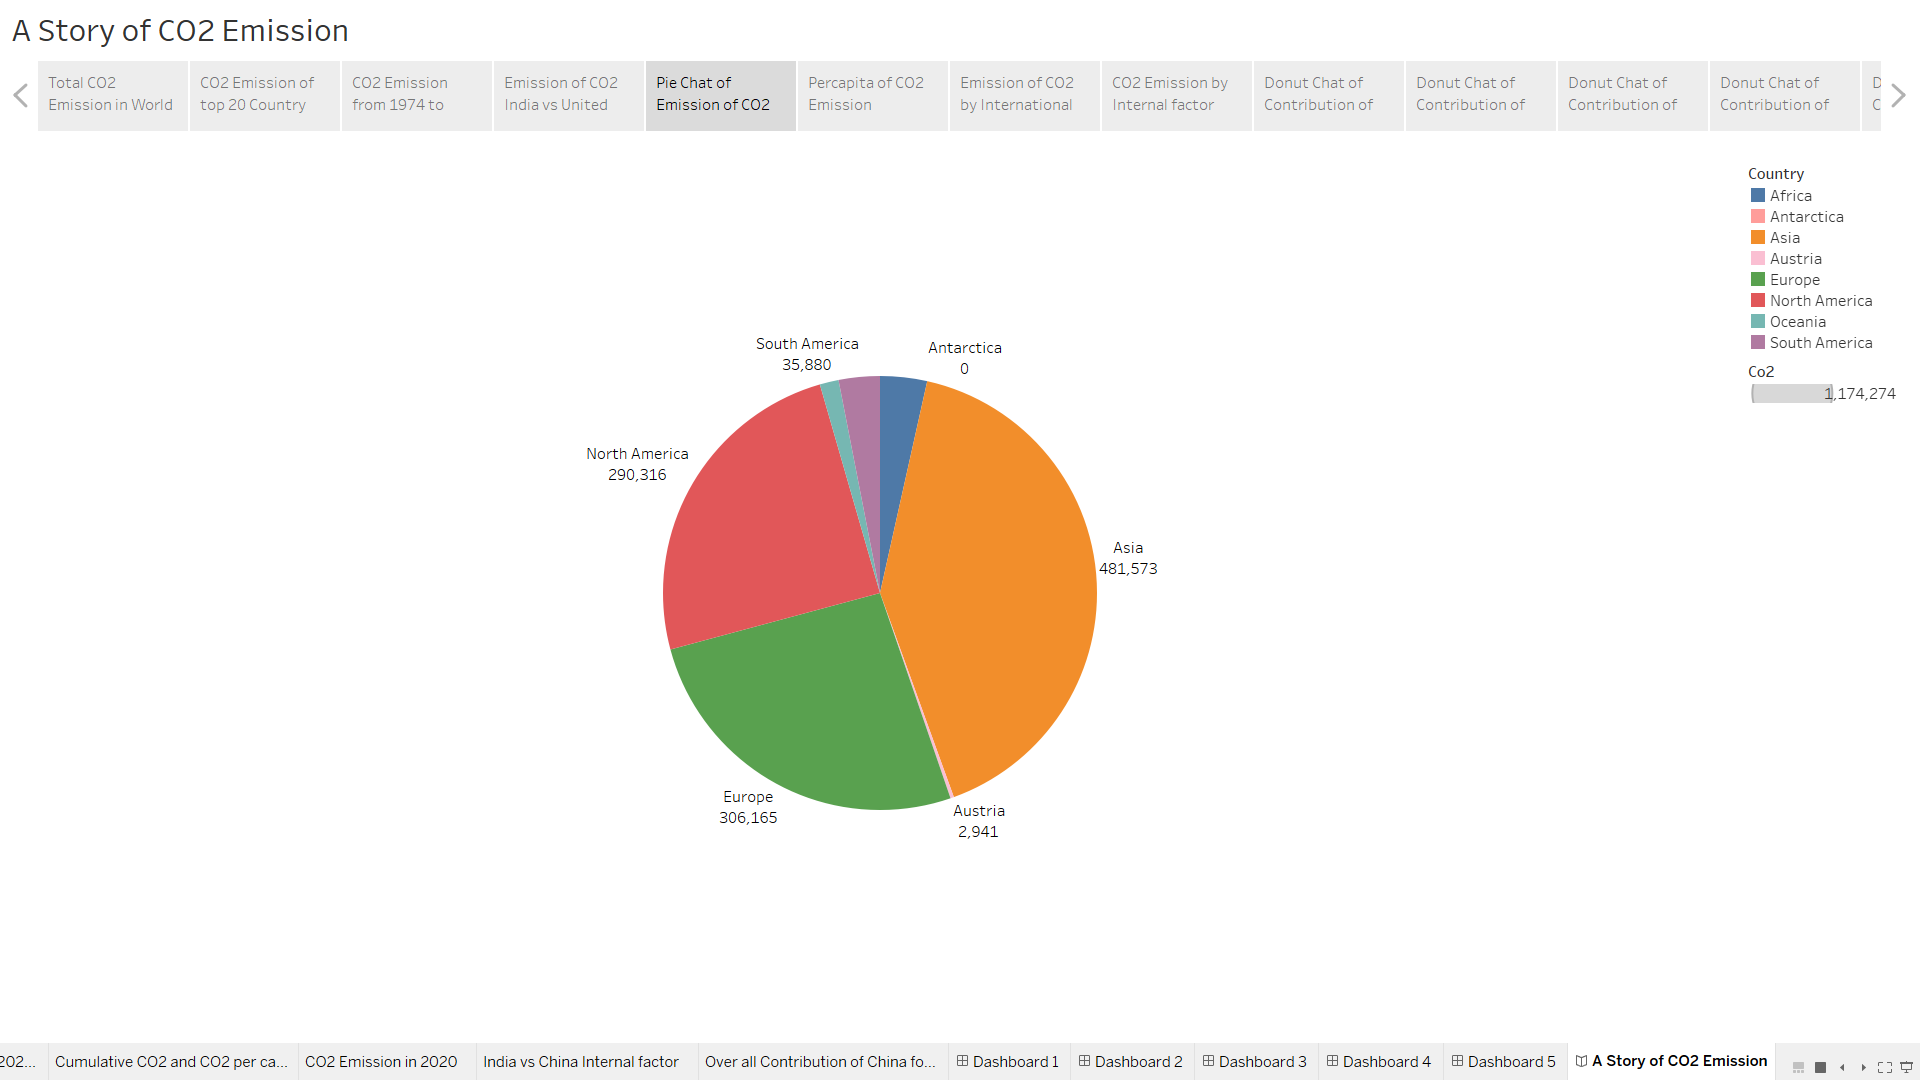 A Story of CO2 Emission
Total CO2
Emission in World
CO2 Emission of
top 20 Country
CO2 Emission
from 1974 to
Emission of CO2
India vs United
Pie Chat of
Emission of CO2
Percapita of CO2
Emission
Emission of CO2
by International
CO2 Emission by
Internal factor
Donut Chat of
Contribution of
Donut Chat of
Contribution of
Donut Chat of
Contribution of
Donut Chat of
Contribution of
D
C
Country
Africa
Antarctica
Asia
Austria
Europe
North America
Oceania
South America
Co2
1,174,274
South America
35,880
Antarctica
0
North America
290,316
Asia
481,573
Europe
306,165
Austria
2,941
202...
Cumulative CO2 and CO2 per ca...
CO2 Emission in 2020
India vs China Internal factor
Over all Contribution of China fo...
Dashboard 1
Dashboard 2
Dashboard 3
Dashboard 4
Dashboard 5
A Story of CO2 Emission